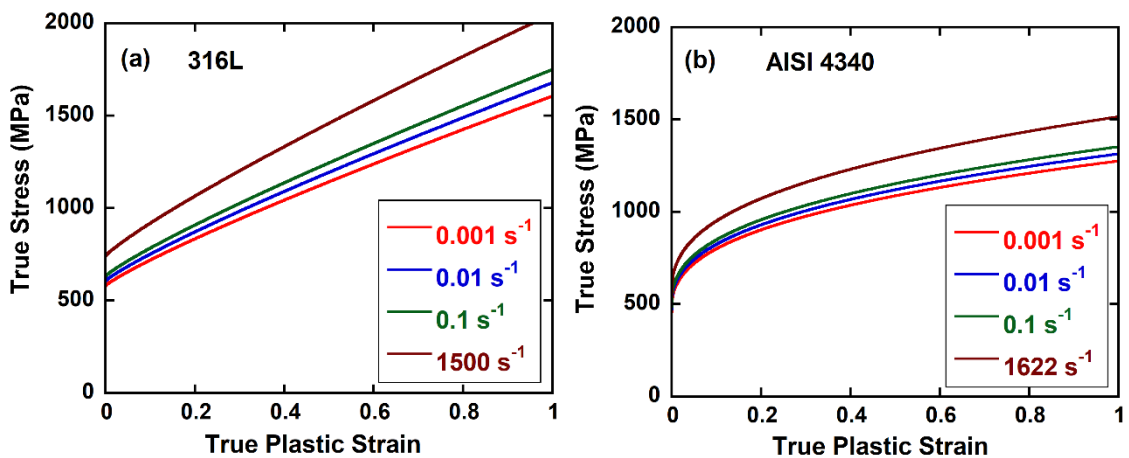 (a) 316L
2000
1500
1000
500
0
0 0.2 0.4 0.6 0.8 1
True Stress (MPa)
True Plastic Strain
0.001 s⁻¹
0.01 s⁻¹
0.1 s⁻¹
1500 s⁻¹
(b) AISI 4340
2000
1500
1000
500
0
0 0.2 0.4 0.6 0.8 1
True Stress (MPa)
True Plastic Strain
0.001 s⁻¹
0.01 s⁻¹
0.1 s⁻¹
1622 s⁻¹